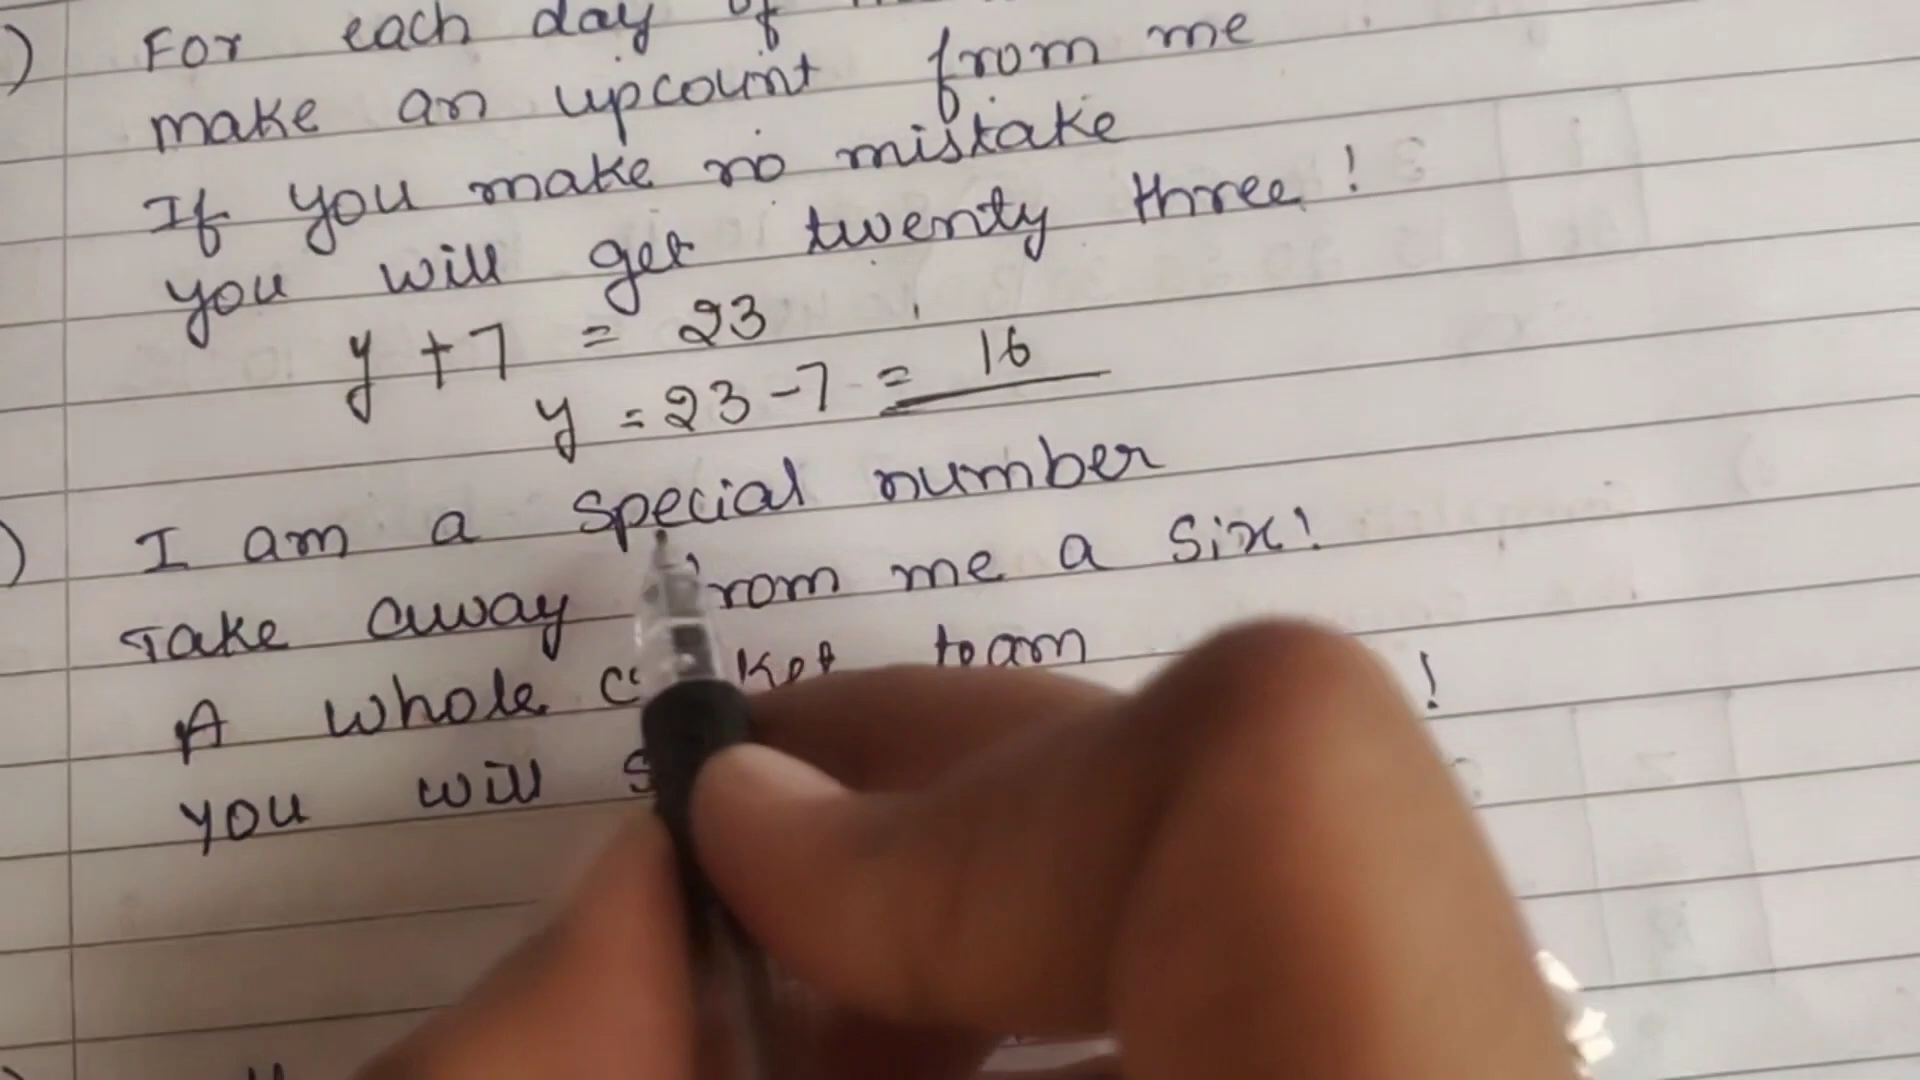 ) For each day of
make an upcount from me
If you make no mistake
you will get twenty three!
y + 7 = 23
y = 23 - 7 = 16
) I am a special number
Take away from me a six!
A whole team
!
you will